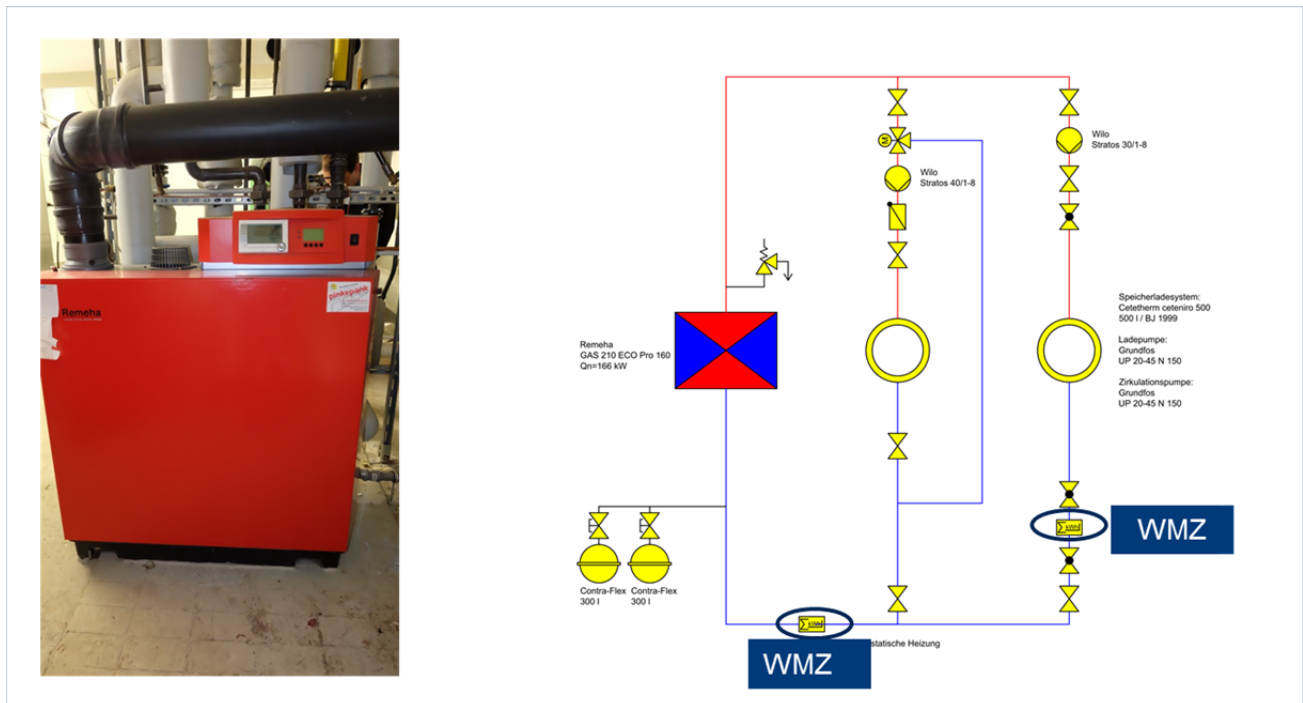 Remeha
Wilo
Stratos 30/1-8
M
Wilo
Stratos 40/1-8
Speicherladesystem:
Cetetherm ceteniro 500
500 l / BJ 1999
Ladepumpe:
Grundfos
UP 20-45 N 150
Zirkulationspumpe:
Grundfos
UP 20-45 N 150
Remeha
GAS 210 ECO Pro 160
Qn=166 kW
WMZ
Contra-Flex
300 l
Contra-Flex
300 l
statische Heizung
WMZ